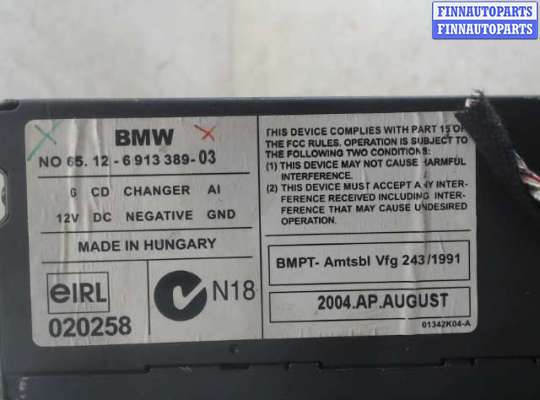 FINNAUTOPARTS
FINNAUTOPARTS
BMW
NO 65. 12 - 6 913 389- 03
6 CD CHANGER AI
12V DC NEGATIVE GND
MADE IN HUNGARY
eIRL
020258
N18
THIS DEVICE COMPLIES WITH PART 15 OF
THE FCC RULES. OPERATION IS SUBJECT TO
THE FOLLOWING TWO CONDITIONS:
(1) THIS DEVICE MAY NOT CAUSE HARMFUL
INTERFERENCE.
(2) THIS DEVICE MUST ACCEPT ANY INTER-
FERENCE RECEIVED INCLUDING INTER-
FERENCE THAT MAY CAUSE UNDESIRED
OPERATION.
BMPT- Amtsbl Vfg 243/1991
2004.AP.AUGUST
01342K04-A